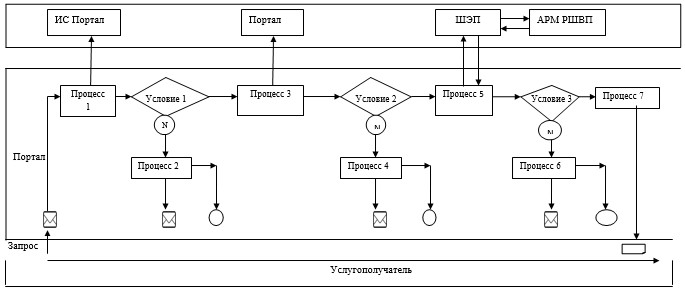 ИС Портал
Портал
ШЭП
АРМ РШВП
Процесс
1
Условие 1
Процесс 3
Условие 2
Процесс 5
Условие 3
Процесс 7
N
N
N
Портал
Процесс 2
Процесс 4
Процесс 6
Запрос
Услугополучатель